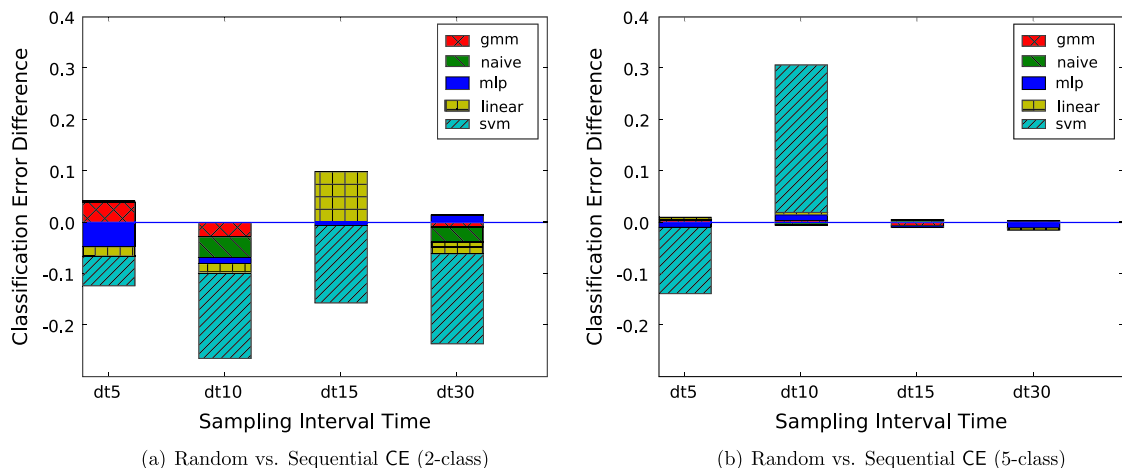 0.4
0.3
0.2
0.1
0.0
-0.1
-0.2
Classification Error Difference
gmm
naive
mlp
linear
svm
dt5 dt10 dt15 dt30
Sampling Interval Time
(a) Random vs. Sequential CE (2-class)
0.4
0.3
0.2
0.1
0.0
-0.1
-0.2
Classification Error Difference
gmm
naive
mlp
linear
svm
dt5 dt10 dt15 dt30
Sampling Interval Time
(b) Random vs. Sequential CE (5-class)